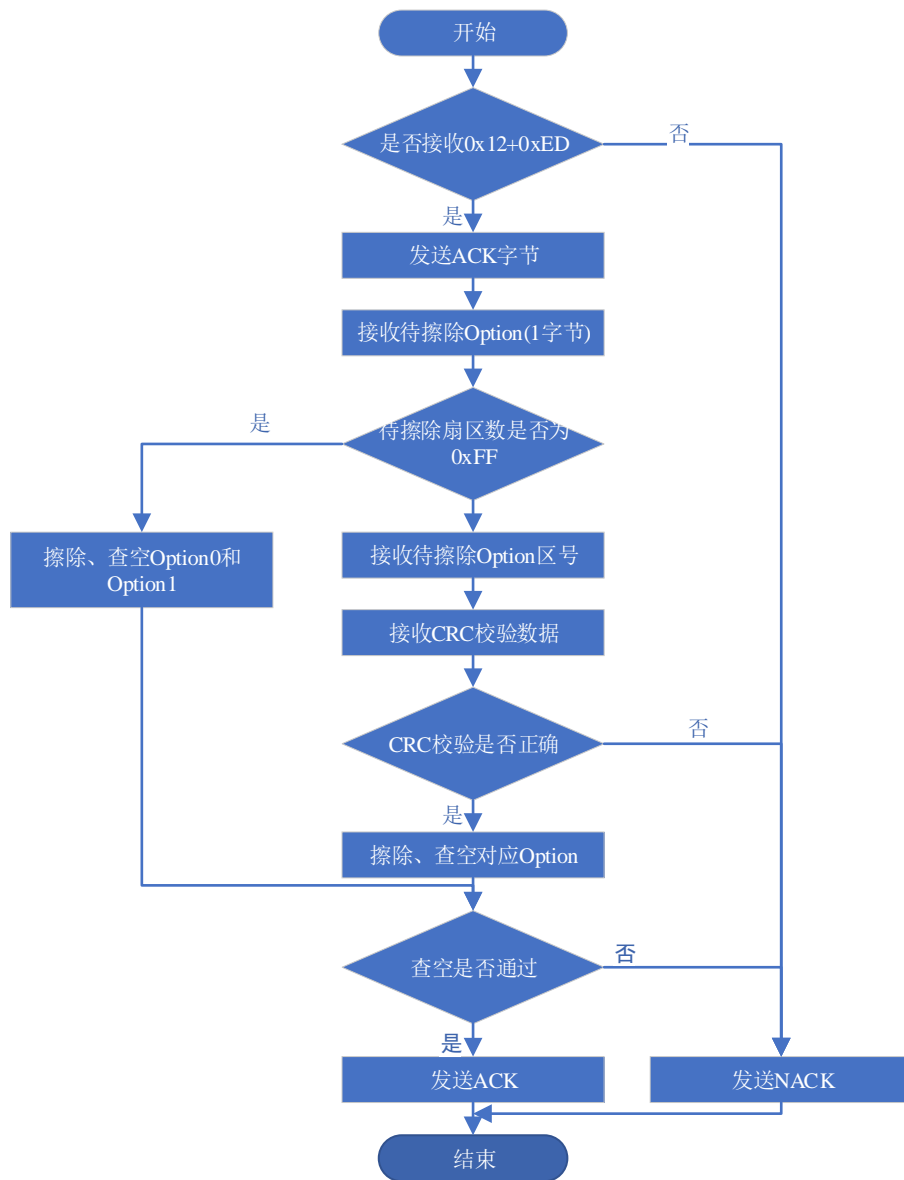 开始
是否接收0x12+0xED
否
是
发送ACK字节
接收待擦除Option(1字节)
待擦除扇区数是否为
0xFF
是
擦除、查空Option0和
Option1
接收待擦除Option区号
接收CRC校验数据
CRC校验是否正确
否
是
擦除、查空对应Option
查空是否通过
否
是
发送ACK
发送NACK
结束